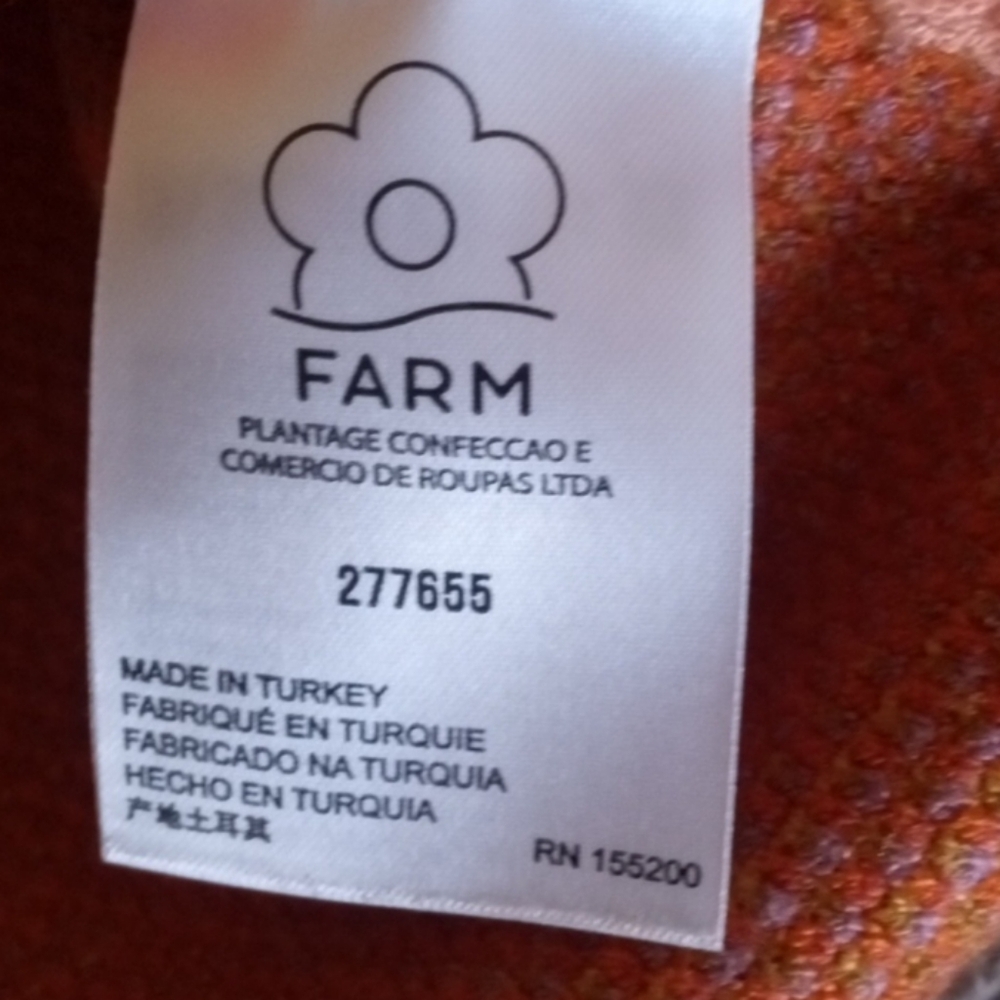 FARM
PLANTAGE CONFECCAO E
COMERCIO DE ROUPAS LTDA
277655
MADE IN TURKEY
FABRIQUÉ EN TURQUIE
FABRICADO NA TURQUIA
HECHO EN TURQUIA
产地土耳其
RN 155200